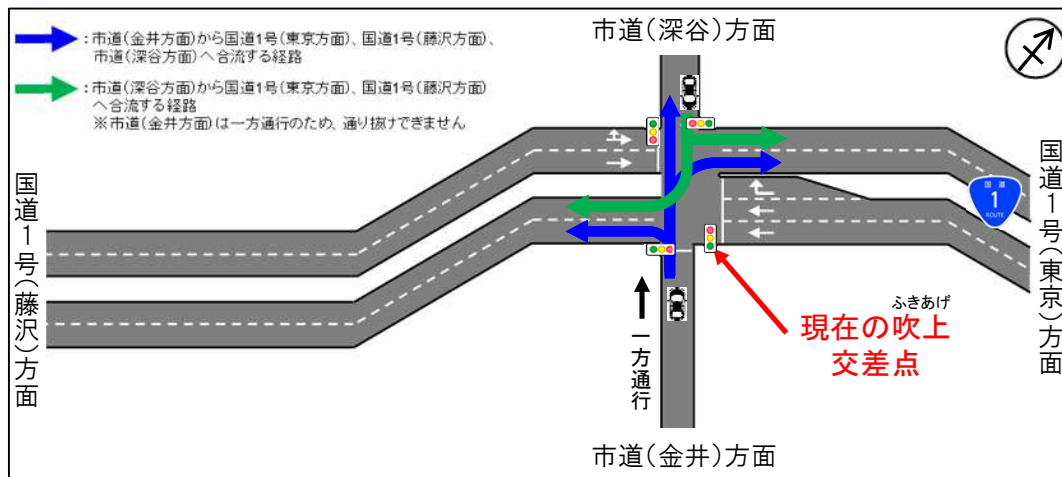 :市道(金井方面)から国道1号(東京方面)、国道1号(藤沢方面)、
市道(深谷方面)へ合流する経路
:市道(深谷方面)から国道1号(東京方面)、国道1号(藤沢方面)
へ合流する経路
※市道(金井方面)は一方通行のため、通り抜けできません
市道(深谷)方面
国道1号(藤沢)方面
国道
1
ROUTE
国道1号(東京)方面
ふきあげ
現在の吹上
交差点
一方通行
市道(金井)方面